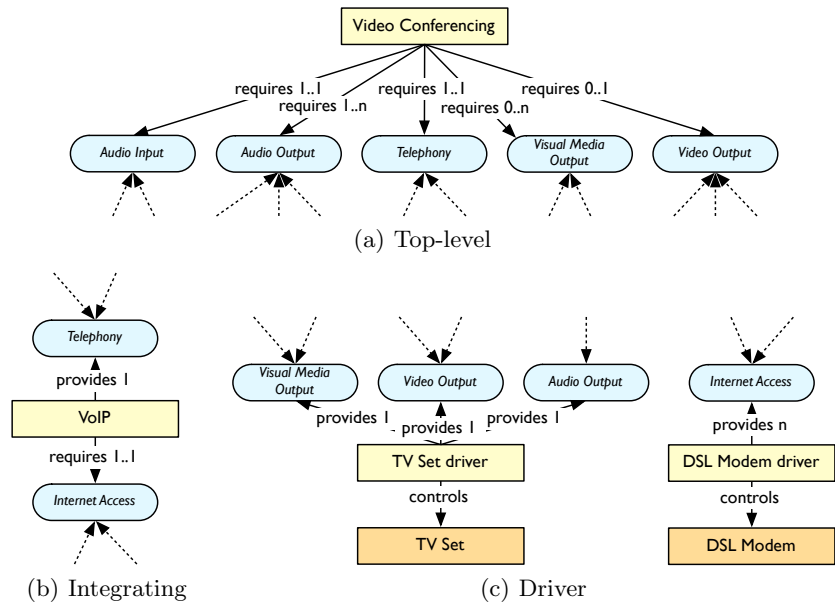 Video Conferencing
requires 1..1
requires 1..n
requires 1..1
requires 0..n
requires 0..1
Audio Input
Audio Output
Telephony
Visual Media
Output
Video Output
(a) Top-level
Telephony
provides 1
VoIP
requires 1..1
Internet Access
(b) Integrating
Visual Media
Output
Video Output
Audio Output
Internet Access
provides 1
provides 1
provides 1
provides n
TV Set driver
DSL Modem driver
controls
controls
TV Set
DSL Modem
(c) Driver